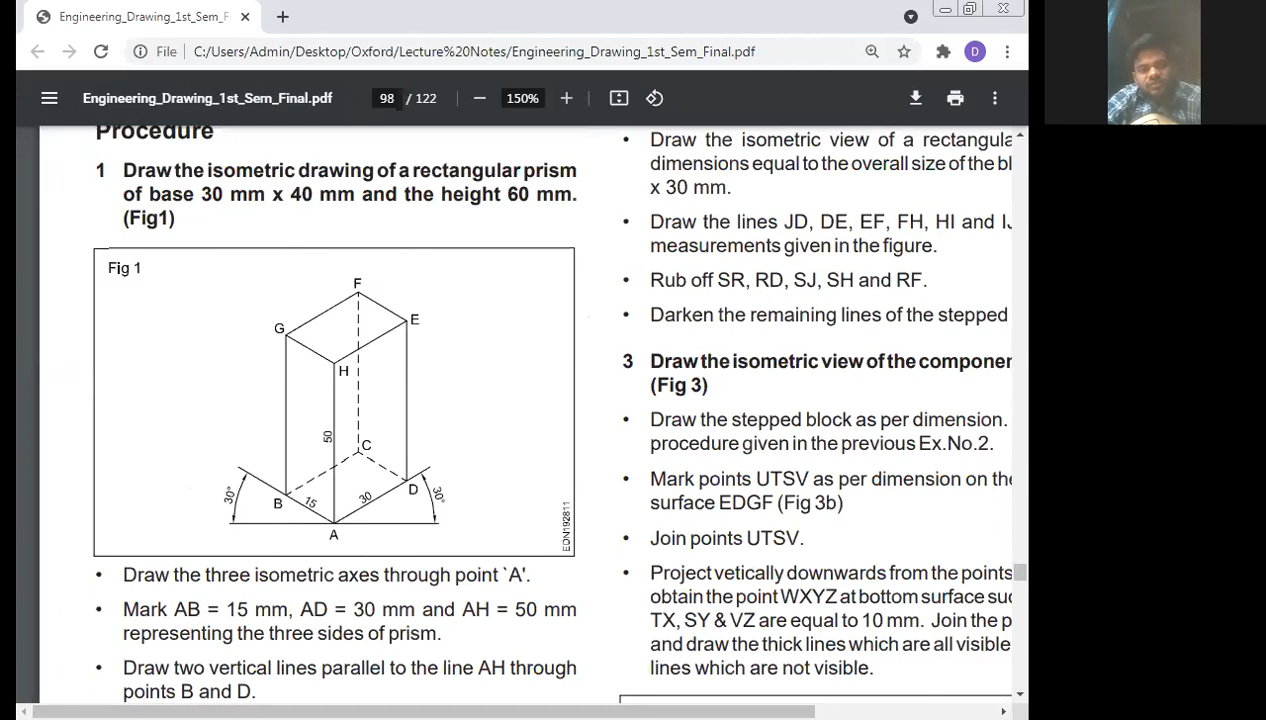 Engineering_Drawing_1st_Sem_F
File
C:/Users/Admin/Desktop/Oxford/Lecture%20Notes/Engineering_Drawing_1st_Sem_Final.pdf
D
Engineering_Drawing_1st_Sem_Final.pdf
98 / 122
150%
Procedure
1 Draw the isometric drawing of a rectangular prism
of base 30 mm x 40 mm and the height 60 mm.
(Fig1)
Fig 1
F
G
E
H
50
C
30°
B
15
30
D
30°
A
EDN192811
• Draw the three isometric axes through point `A'.
• Mark AB = 15 mm, AD = 30 mm and AH = 50 mm
representing the three sides of prism.
• Draw two vertical lines parallel to the line AH through
points B and D.
• Draw the isometric view of a rectangula
dimensions equal to the overall size of the bl
x 30 mm.
• Draw the lines JD, DE, EF, FH, HI and IJ
measurements given in the figure.
• Rub off SR, RD, SJ, SH and RF.
• Darken the remaining lines of the stepped
3 Draw the isometric view of the componen
(Fig 3)
• Draw the stepped block as per dimension.
procedure given in the previous Ex.No.2.
• Mark points UTSV as per dimension on the
surface EDGF (Fig 3b)
• Join points UTSV.
• Project vetically downwards from the points
obtain the point WXYZ at bottom surface suc
TX, SY & VZ are equal to 10 mm. Join the p
and draw the thick lines which are all visible
lines which are not visible.